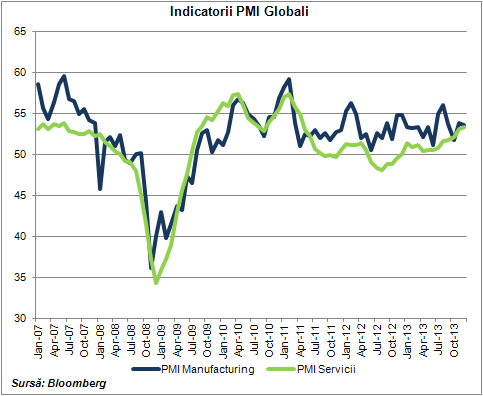 Indicatorii PMI Globali
65
60
55
50
45
40
35
30
Jan-07
Apr-07
Jul-07
Oct-07
Jan-08
Apr-08
Jul-08
Oct-08
Jan-09
Apr-09
Jul-09
Oct-09
Jan-10
Apr-10
Jul-10
Oct-10
Jan-11
Apr-11
Jul-11
Oct-11
Jan-12
Apr-12
Jul-12
Oct-12
Jan-13
Apr-13
Jul-13
Oct-13
PMI Manufacturing
PMI Servicii
Sursă: Bloomberg